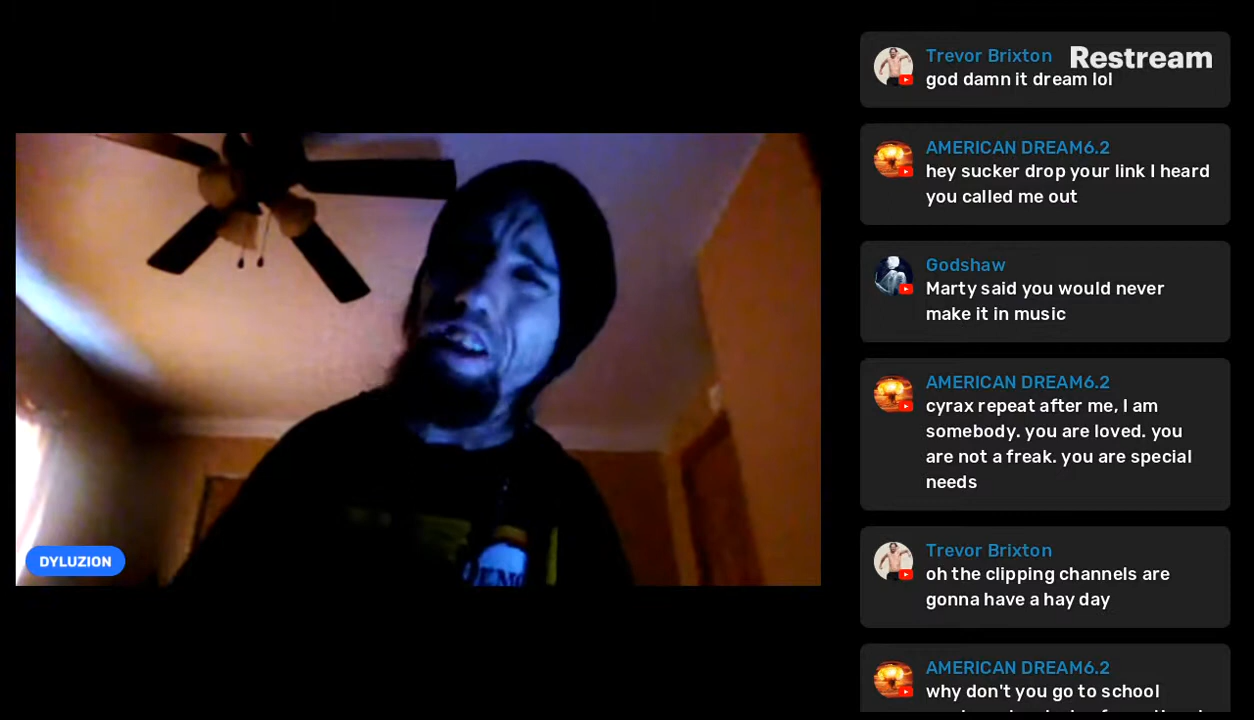 DYLUZION
Restream
Trevor Brixton
god damn it dream lol
AMERICAN DREAM6.2
hey sucker drop your link I heard
you called me out
Godshaw
Marty said you would never
make it in music
AMERICAN DREAM6.2
cyrax repeat after me, I am
somebody. you are loved. you
are not a freak. you are special
needs
Trevor Brixton
oh the clipping channels are
gonna have a hay day
AMERICAN DREAM6.2
why don't you go to school